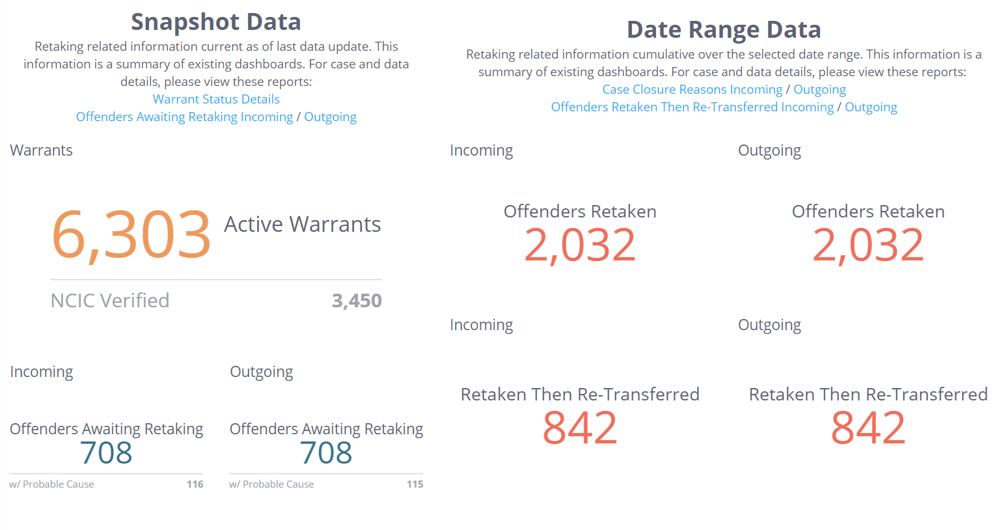 Snapshot Data
Retaking related information current as of last data update. This
information is a summary of existing dashboards. For case and data
details, please view these reports:
Warrant Status Details
Offenders Awaiting Retaking Incoming / Outgoing
Warrants
6,303 Active Warrants
NCIC Verified 3,450
Incoming
Offenders Awaiting Retaking
708
w/ Probable Cause 116
Outgoing
Offenders Awaiting Retaking
708
w/ Probable Cause 115
Date Range Data
Retaking related information cumulative over the selected date range. This information is a
summary of existing dashboards. For case and data details, please view these reports:
Case Closure Reasons Incoming / Outgoing
Offenders Retaken Then Re-Transferred Incoming / Outgoing
Incoming
Offenders Retaken
2,032
Outgoing
Offenders Retaken
2,032
Incoming
Retaken Then Re-Transferred
842
Outgoing
Retaken Then Re-Transferred
842